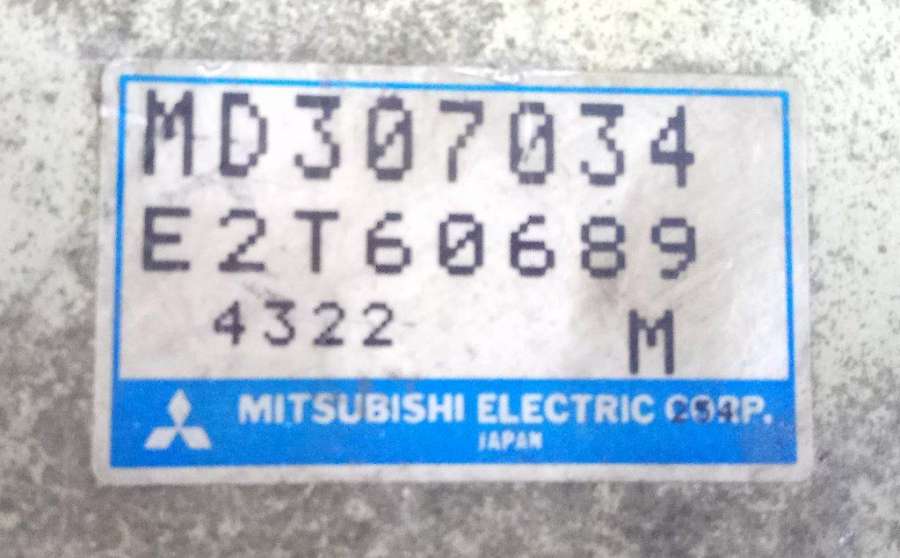 MD307034
E2T60689
4322 M
MITSUBISHI ELECTRIC CORP.
JAPAN